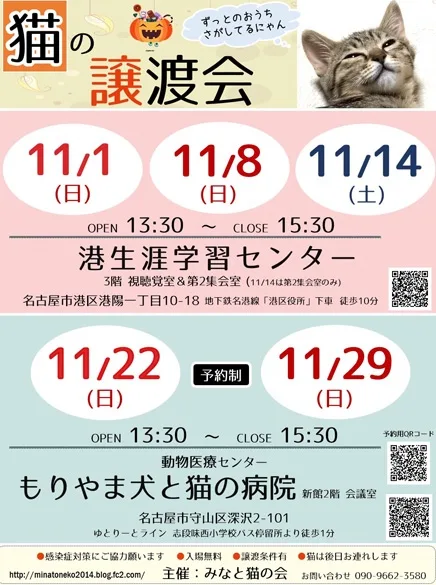 猫の
譲渡会
ずっとのおうち
さがしてるにゃん
11/1
(日)
11/8
(日)
11/14
(土)
OPEN 13:30 ～ CLOSE 15:30
港生涯学習センター
3階 視聴覚室＆第2集会室 (11/14は第2集会室のみ)
名古屋市港区港陽一丁目10-18 地下鉄名港線「港区役所」下車 徒歩10分
11/22
(日)
予約制
11/29
(日)
OPEN 13:30 ～ CLOSE 15:30
予約用QRコード
動物医療センター
もりやま犬と猫の病院 新館2階 会議室
名古屋市守山区深沢2-101
ゆとりーとライン 志段味西小学校バス停留所より徒歩1分
●感染症対策にご協力願います ●入場無料 ●譲渡条件有 ●猫は後日お連れします
http://minatoneko2014.blog.fc2.com/ 主催：みなと猫の会 お問い合わせ 090-9662-3580